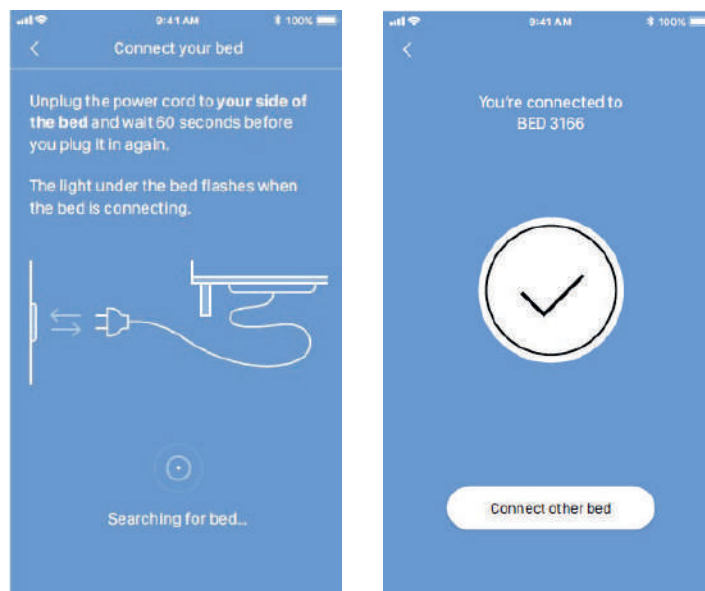 9:41 AM
100%
Connect your bed
Unplug the power cord to your side of
the bed and wait 60 seconds before
you plug it in again.
The light under the bed flashes when
the bed is connecting.
Searching for bed...
9:41 AM
100%
You're connected to
BED 3166
Connect other bed